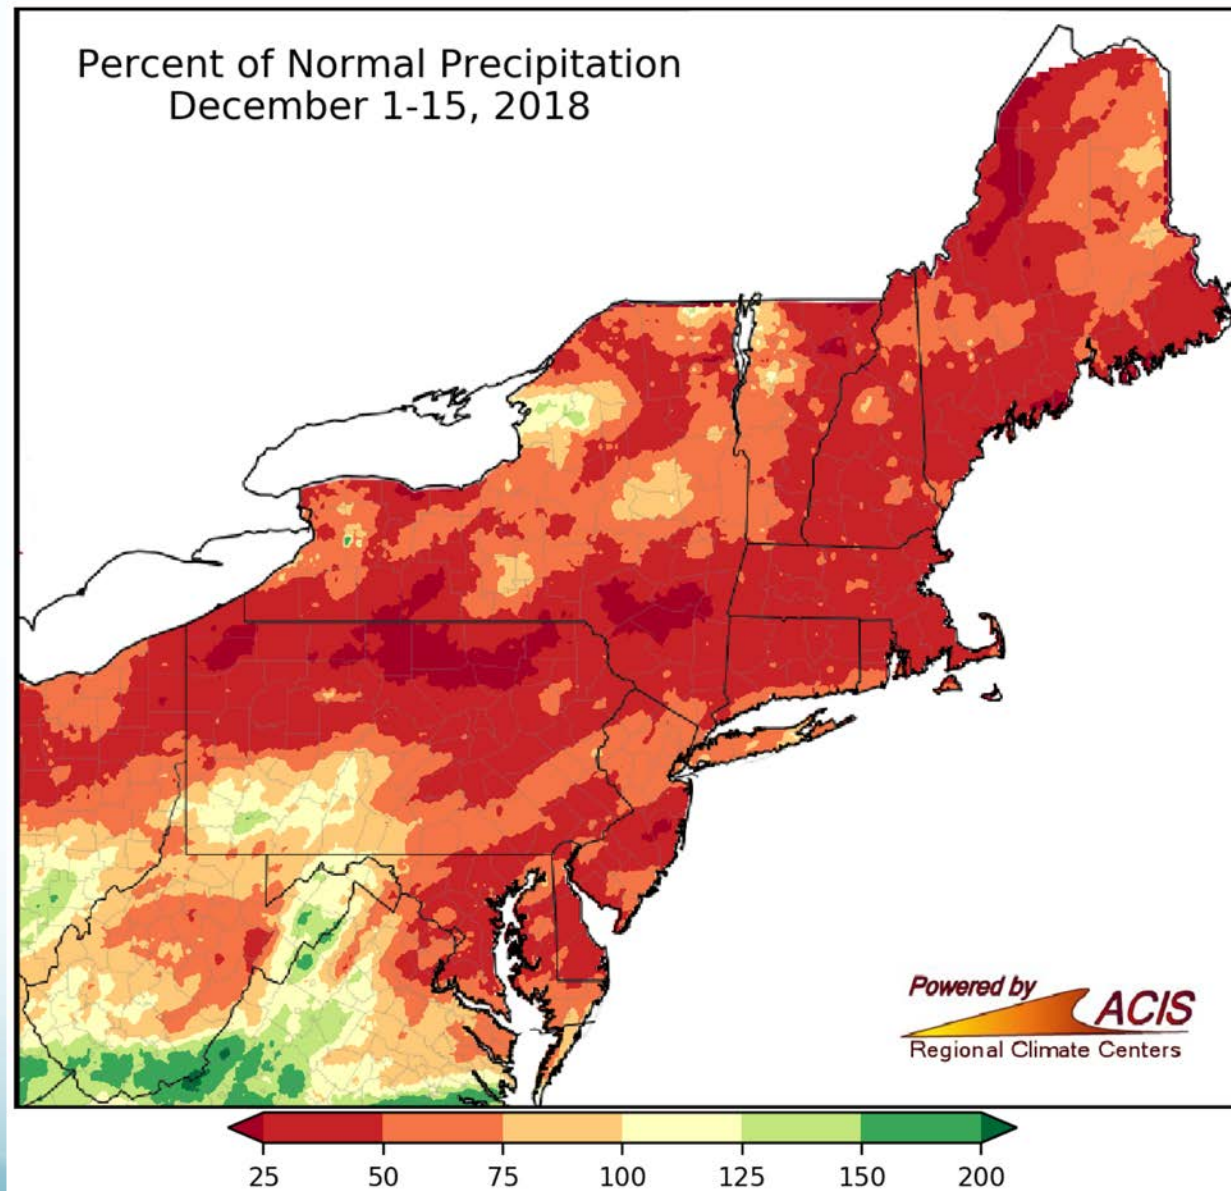 Percent of Normal Precipitation
December 1-15, 2018
Powered by
ACIS
Regional Climate Centers
25 50 75 100 125 150 200